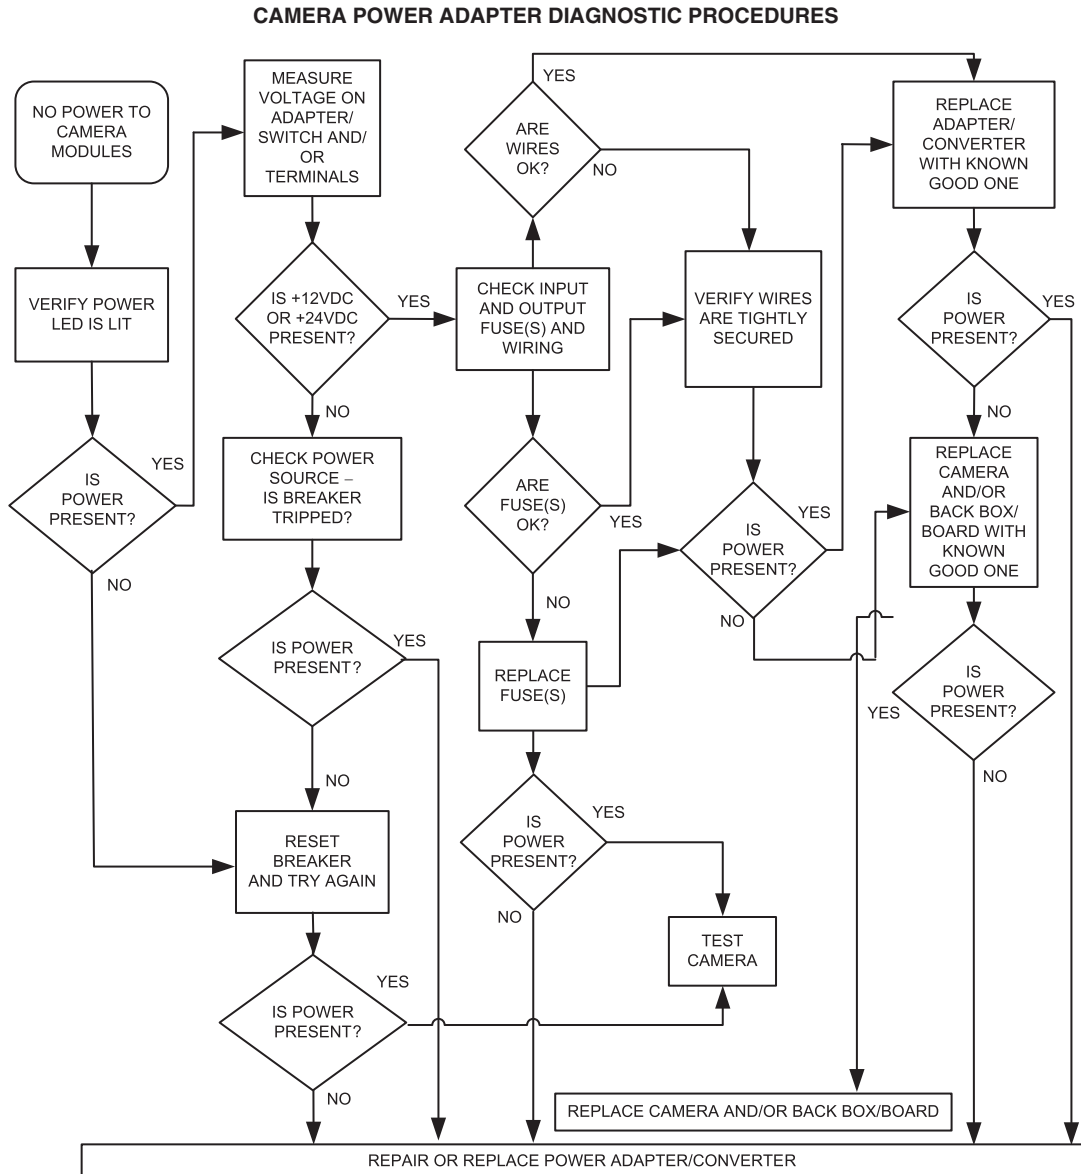 CAMERA POWER ADAPTER DIAGNOSTIC PROCEDURES
NO POWER TO
CAMERA
MODULES
VERIFY POWER
LED IS LIT
IS
POWER
PRESENT?
YES
NO
MEASURE
VOLTAGE ON
ADAPTER/
SWITCH AND/
OR
TERMINALS
IS +12VDC
OR +24VDC
PRESENT?
YES
NO
CHECK POWER
SOURCE –
IS BREAKER
TRIPPED?
IS POWER
PRESENT?
YES
NO
RESET
BREAKER
AND TRY AGAIN
IS POWER
PRESENT?
YES
NO
YES
ARE
WIRES
OK?
NO
CHECK INPUT
AND OUTPUT
FUSE(S) AND
WIRING
ARE
FUSE(S)
OK?
YES
NO
REPLACE
FUSE(S)
IS
POWER
PRESENT?
YES
NO
VERIFY WIRES
ARE TIGHTLY
SECURED
IS
POWER
PRESENT?
YES
NO
TEST
CAMERA
REPLACE
ADAPTER/
CONVERTER
WITH KNOWN
GOOD ONE
IS
POWER
PRESENT?
YES
NO
REPLACE
CAMERA
AND/OR
BACK BOX/
BOARD WITH
KNOWN
GOOD ONE
IS
POWER
PRESENT?
YES
NO
REPLACE CAMERA AND/OR BACK BOX/BOARD
REPAIR OR REPLACE POWER ADAPTER/CONVERTER